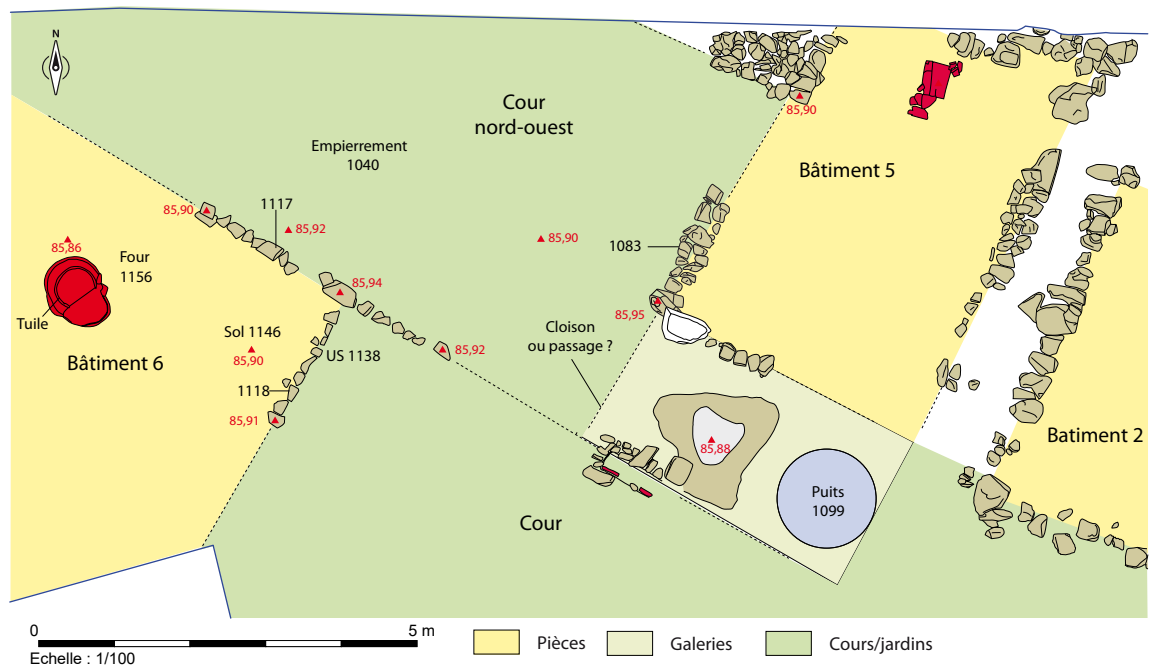 N
Cour
nord-ouest
85,90
Empierrement
1040
Bâtiment 5
1117
85,90
85,92
85,90
1083
85,86
Four
1156
85,94
85,95
Tuile
Cloison
ou passage ?
Sol 1146
85,90
US 1138
85,92
Bâtiment 6
1118
85,91
85,88
Batiment 2
Puits
1099
Cour
0
5 m
Echelle : 1/100
Pièces
Galeries
Cours/jardins